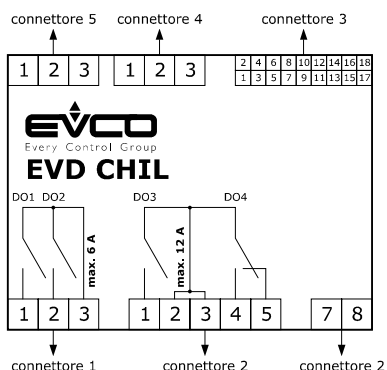 connettore 5 connettore 4 connettore 3
1 2 3 1 2 3 2 4 6 8 10 12 14 16 18
1 3 5 7 9 11 13 15 17
EVCO
Every Control Group
EVD CHIL
DO1 DO2 DO3 DO4
max. 6 A
max. 12 A
1 2 3 1 2 3 4 5 7 8
connettore 1 connettore 2 connettore 2